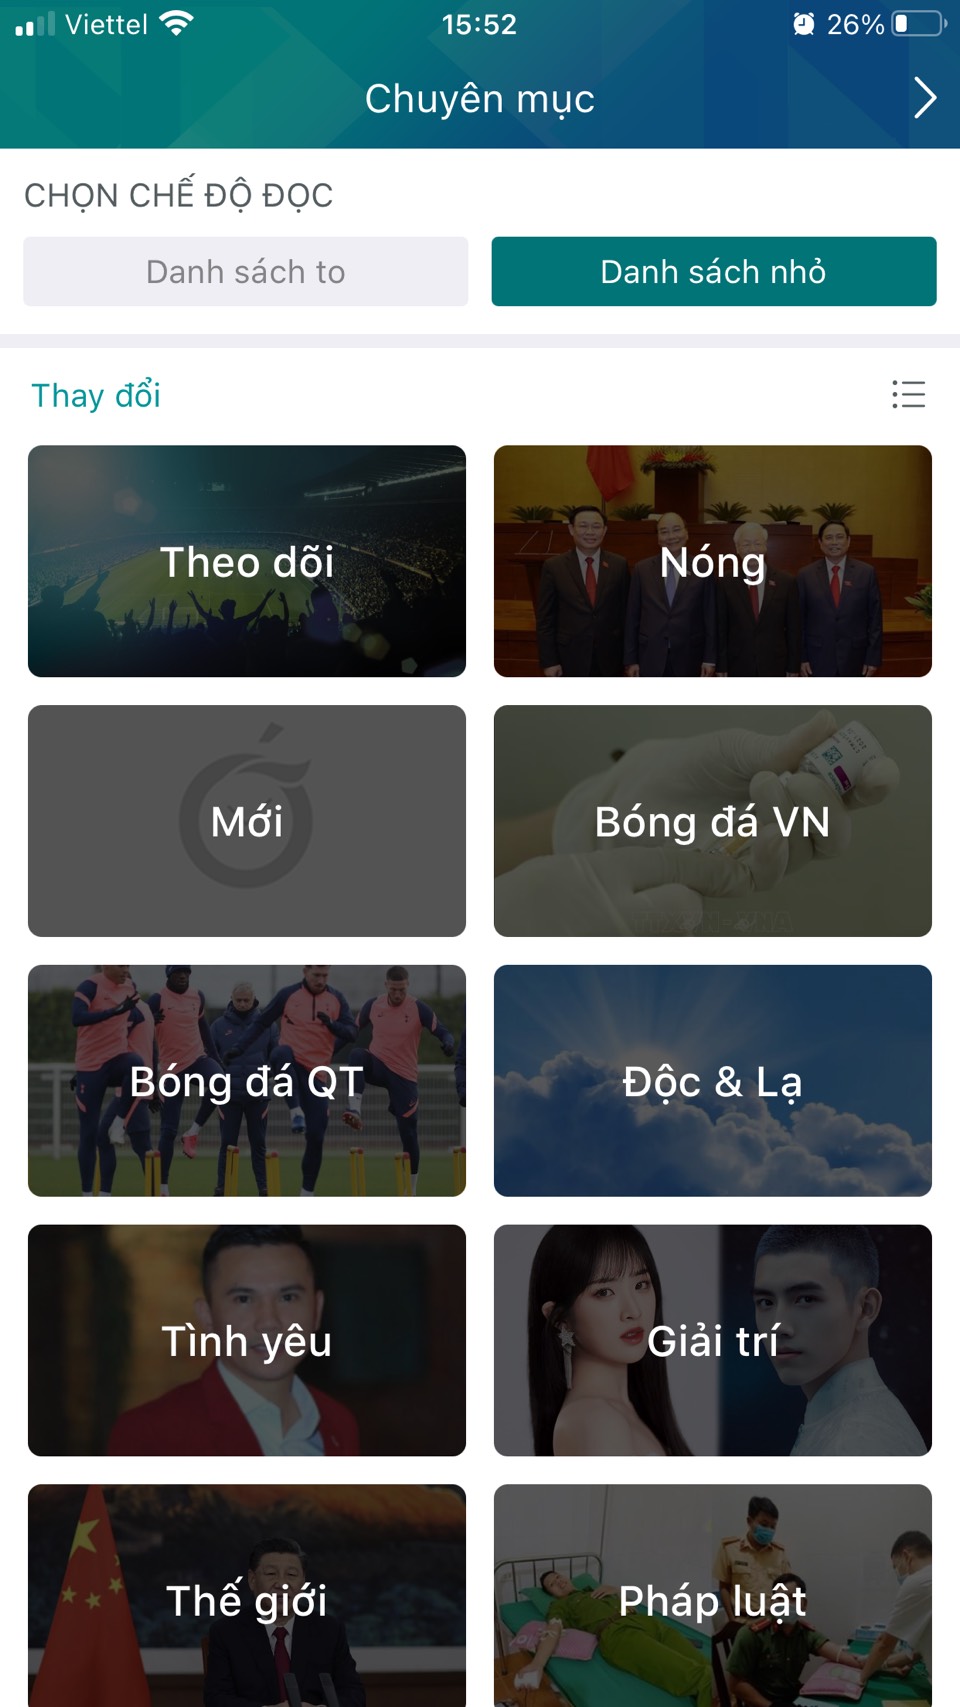 Viettel 15:52 26%
Chuyên mục
CHỌN CHẾ ĐỘ ĐỌC
Danh sách to Danh sách nhỏ
Thay đổi
Theo dõi Nóng
Mới Bóng đá VN
Bóng đá QT Độc & Lạ
Tình yêu Giải trí
Thế giới Pháp luật